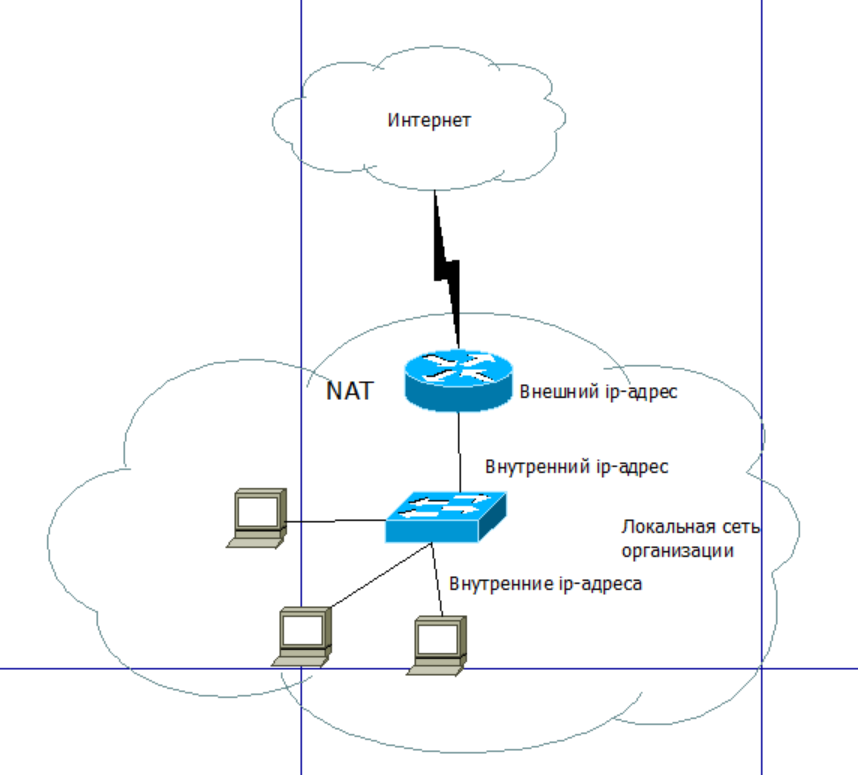 Интернет
NAT
Внешний ip-адрес
Внутренний ip-адрес
Локальная сеть
организации
Внутренние ip-адреса